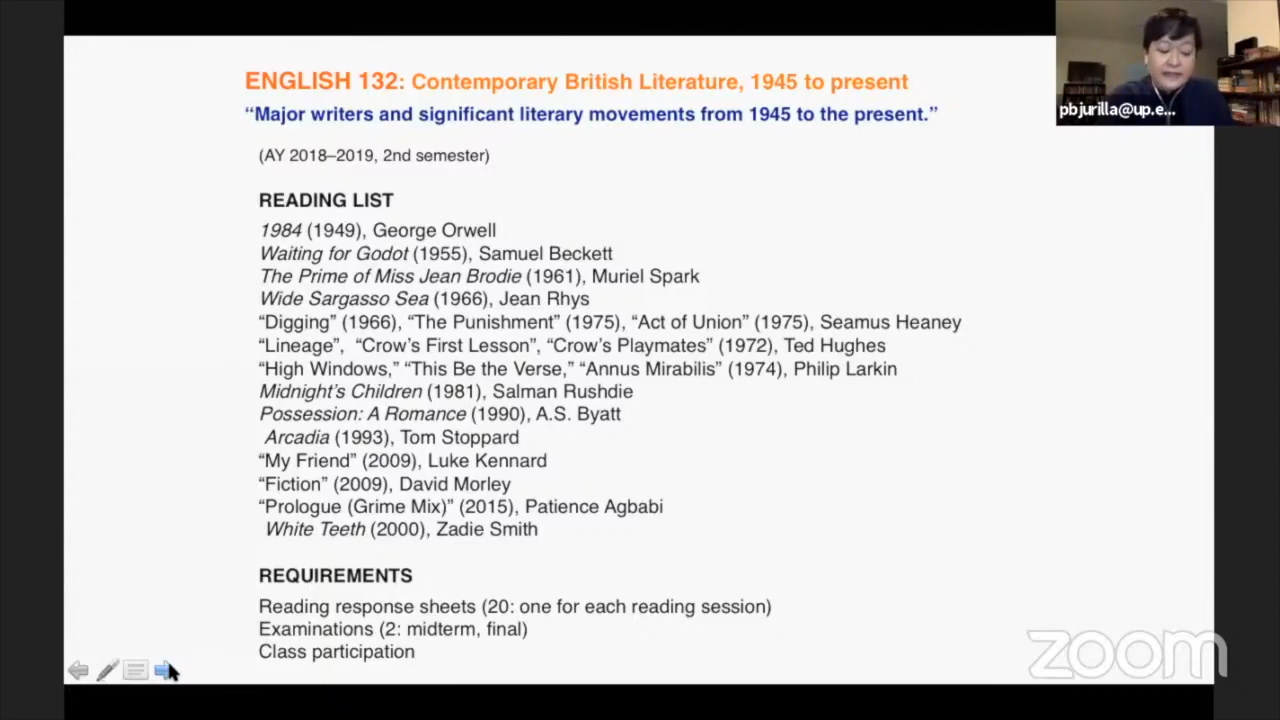 ENGLISH 132: Contemporary British Literature, 1945 to present
“Major writers and significant literary movements from 1945 to the present.”
pbjurilla@up.e...
(AY 2018–2019, 2nd semester)
READING LIST
1984 (1949), George Orwell
Waiting for Godot (1955), Samuel Beckett
The Prime of Miss Jean Brodie (1961), Muriel Spark
Wide Sargasso Sea (1966), Jean Rhys
“Digging” (1966), “The Punishment” (1975), “Act of Union” (1975), Seamus Heaney
“Lineage”, “Crow’s First Lesson”, “Crow’s Playmates” (1972), Ted Hughes
“High Windows,” “This Be the Verse,” “Annus Mirabilis” (1974), Philip Larkin
Midnight’s Children (1981), Salman Rushdie
Possession: A Romance (1990), A.S. Byatt
Arcadia (1993), Tom Stoppard
“My Friend” (2009), Luke Kennard
“Fiction” (2009), David Morley
“Prologue (Grime Mix)” (2015), Patience Agbabi
White Teeth (2000), Zadie Smith
REQUIREMENTS
Reading response sheets (20: one for each reading session)
Examinations (2: midterm, final)
Class participation
zoom